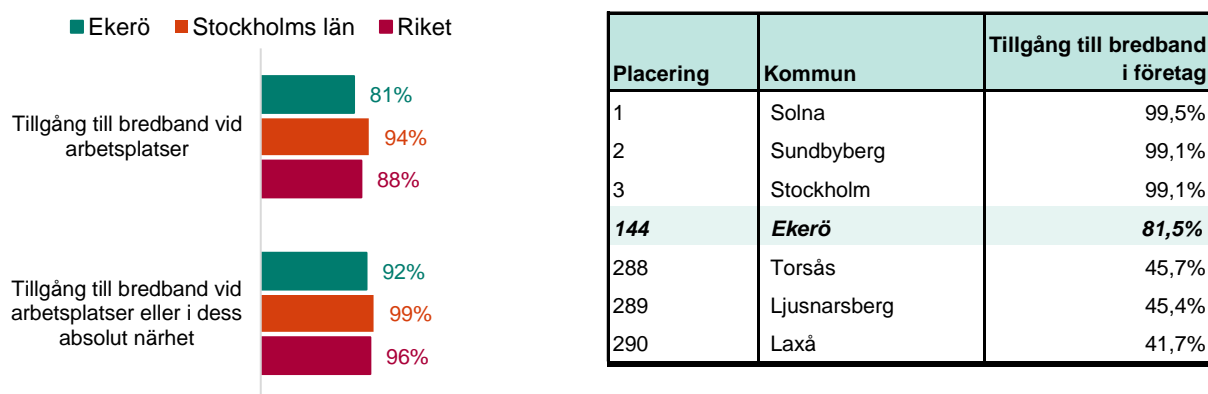 Ekerö Stockholms län Riket
Tillgång till bredband vid
arbetsplatser
81%
94%
88%
Tillgång till bredband vid
arbetsplatser eller i dess
absolut närhet
92%
99%
96%
Placering Kommun Tillgång till bredband
i företag
1 Solna 99,5%
2 Sundbyberg 99,1%
3 Stockholm 99,1%
144 Ekerö 81,5%
288 Torsås 45,7%
289 Ljusnarsberg 45,4%
290 Laxå 41,7%